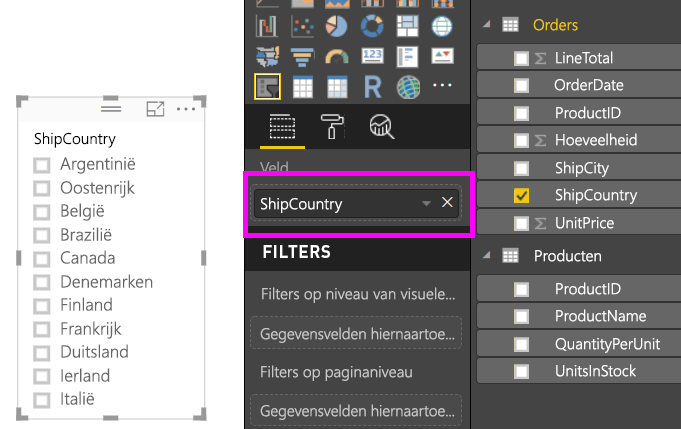 ShipCountry
Argentinië
Oostenrijk
België
Brazilië
Canada
Denemarken
Finland
Frankrijk
Duitsland
Ierland
Italië
123
R
Veld
ShipCountry
FILTERS
Filters op niveau van visuele...
Gegevensvelden hiernaartoe...
Filters op paginaniveau
Gegevensvelden hiernaartoe...
Orders
Σ LineTotal
OrderDate
ProductID
Σ Hoeveelheid
ShipCity
ShipCountry
Σ UnitPrice
Producten
ProductID
ProductName
QuantityPerUnit
UnitsInStock